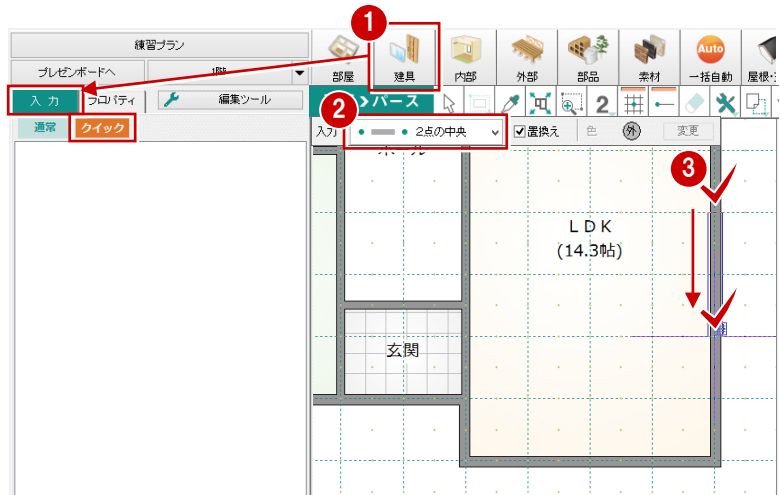 1
練習プラン
プレゼンボードへ
1階
部屋
建具
内部
外部
部品
素材
Auto
一括自動
屋根・
入 力
プロパティ
編集ツール
2
パース
2
通常
クイック
入力
2点の中央
置換え
色
外
変更
3
ホール
LDK
(14.3帖)
玄関